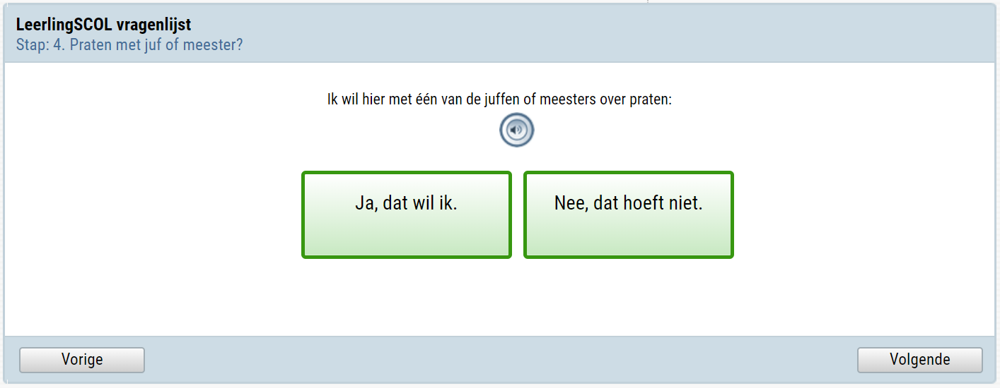 LeerlingSCOL vragenlijst
Stap: 4. Praten met juf of meester?
Ik wil hier met één van de juffen of meesters over praten:
Ja, dat wil ik.
Nee, dat hoeft niet.
Vorige
Volgende